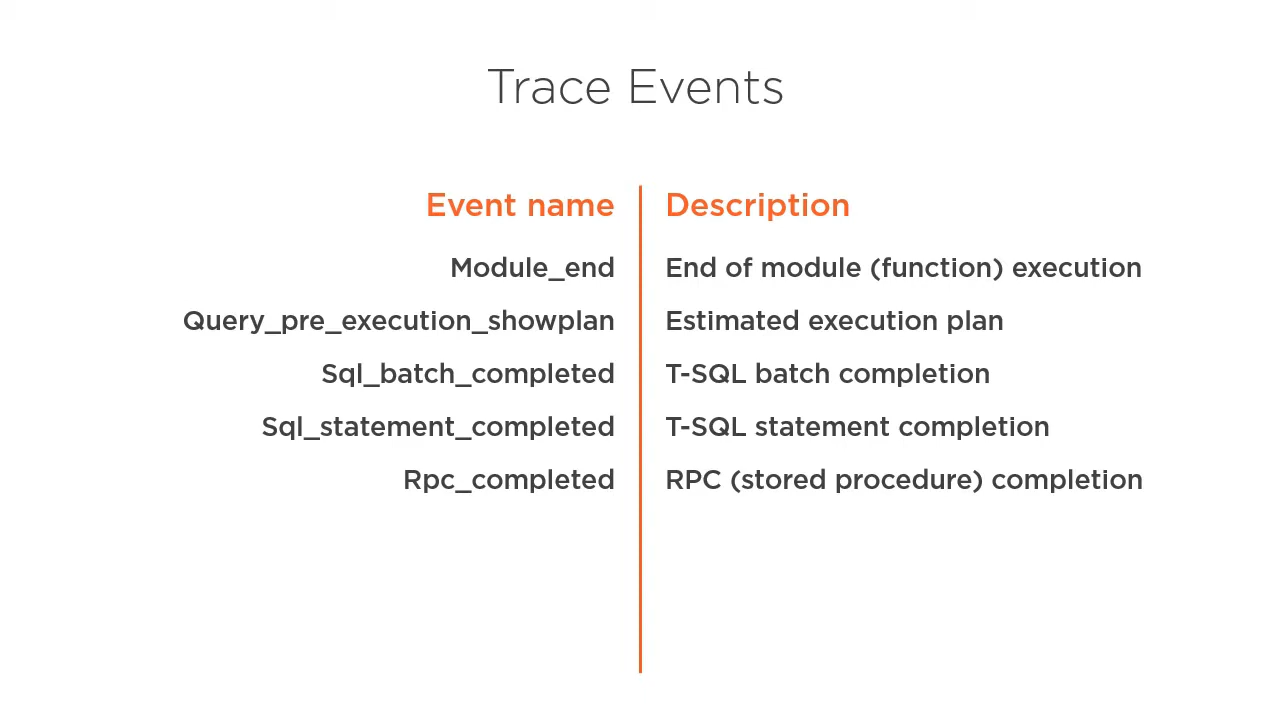 Trace Events
Event name Description
Module_end End of module (function) execution
Query_pre_execution_showplan Estimated execution plan
Sql_batch_completed T-SQL batch completion
Sql_statement_completed T-SQL statement completion
Rpc_completed RPC (stored procedure) completion